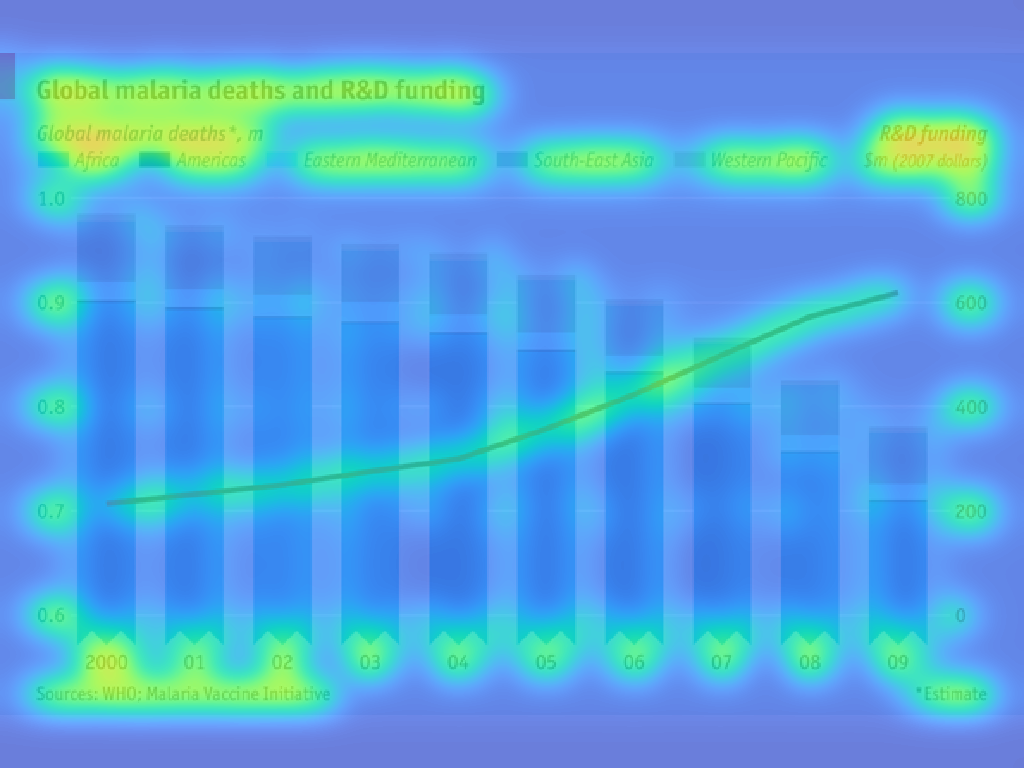 Global malaria deaths and R&D funding
Global malaria deaths*, m
R&D funding
Africa Americas Eastern Mediterranean South-East Asia Western Pacific $m (2007 dollars)
1.0 800
0.9 600
0.8 400
0.7 200
0.6 0
2000 01 02 03 04 05 06 07 08 09
Sources: WHO; Malaria Vaccine Initiative *Estimate